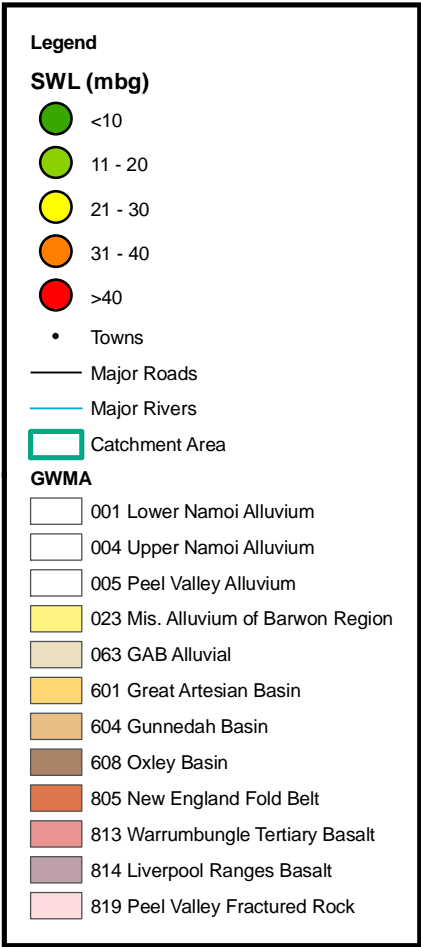 Legend
SWL (mbg)
<10
11 - 20
21 - 30
31 - 40
>40
Towns
Major Roads
Major Rivers
Catchment Area
GWMA
001 Lower Namoi Alluvium
004 Upper Namoi Alluvium
005 Peel Valley Alluvium
023 Mis. Alluvium of Barwon Region
063 GAB Alluvial
601 Great Artesian Basin
604 Gunnedah Basin
608 Oxley Basin
805 New England Fold Belt
813 Warrumbungle Tertiary Basalt
814 Liverpool Ranges Basalt
819 Peel Valley Fractured Rock